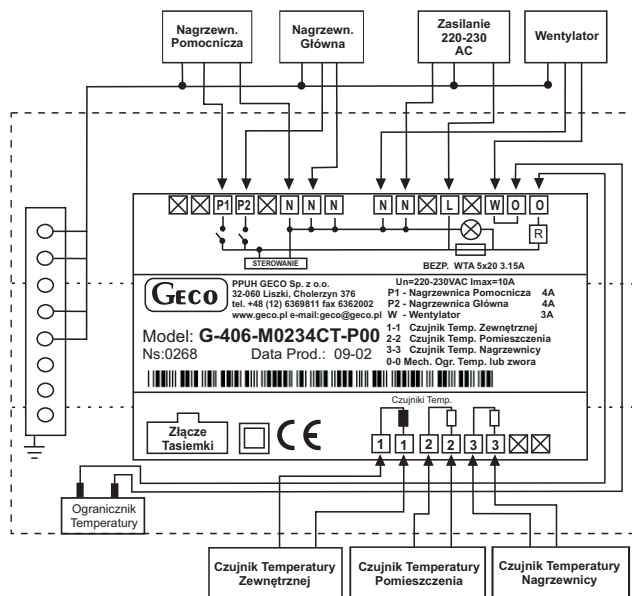 Nagrzewn.
Pomocnicza
Nagrzewn.
Główna
Zasilanie
220-230
AC
Wentylator
P1 P2 N N N N N L W O O
R
STEROWANIE
BEZP. WTA 5x20 3.15A
GECO
PPUH GECO Sp. z o.o.
32-060 Liszki, Cholerzyn 376
tel. +48 (12) 6369811 fax 6362002
www.geco.pl e-mail:geco@geco.pl
Un=220-230VAC Imax=10A
P1 - Nagrzewnica Pomocnicza 4A
P2 - Nagrzewnica Główna 4A
W - Wentylator 3A
1-1 Czujnik Temp. Zewnętrznej
2-2 Czujnik Temp. Pomieszczenia
3-3 Czujnik Temp. Nagrzewnicy
0-0 Mech. Ogr. Temp. lub zwora
Model: G-406-M0234CT-P00
Ns:0268 Data Prod.: 09-02
Czujniki Temp.
Złącze
Tasiemki
CE
1 1 2 2 3 3
Ogranicznik
Temperatury
Czujnik Temperatury
Zewnętrznej
Czujnik Temperatury
Pomieszczenia
Czujnik Temperatury
Nagrzewnicy